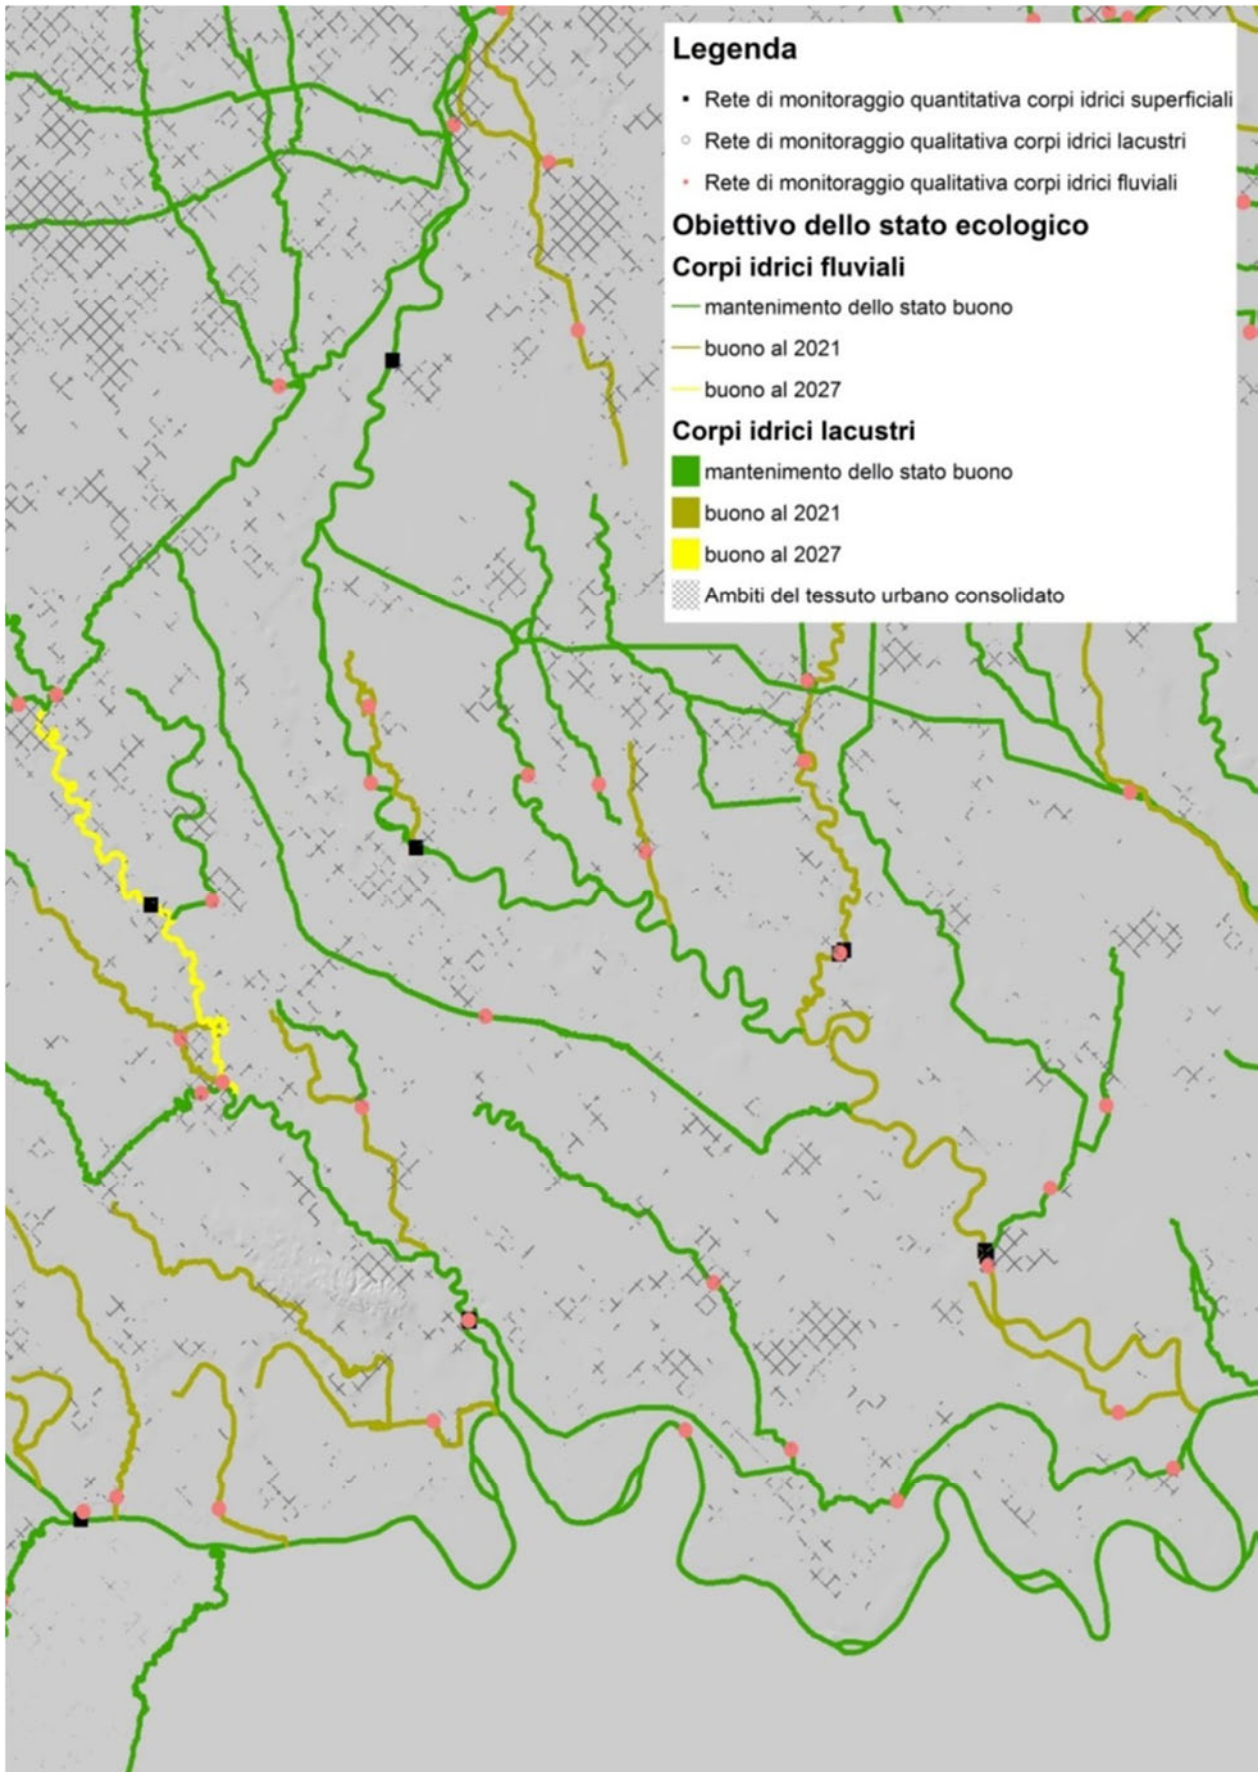 Legenda
Rete di monitoraggio quantitativa corpi idrici superficiali
Rete di monitoraggio qualitativa corpi idrici lacustri
Rete di monitoraggio qualitativa corpi idrici fluviali
Obiettivo dello stato ecologico
Corpi idrici fluviali
mantenimento dello stato buono
buono al 2021
buono al 2027
Corpi idrici lacustri
mantenimento dello stato buono
buono al 2021
buono al 2027
Ambiti del tessuto urbano consolidato